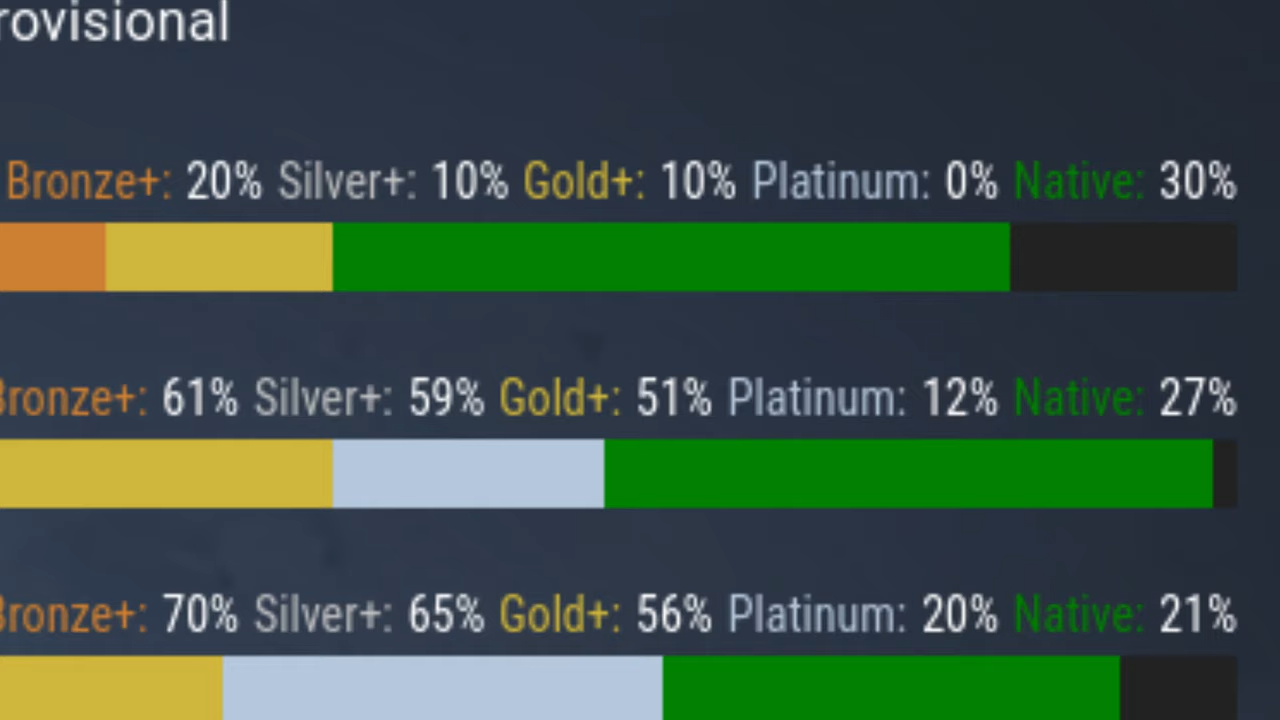 rovisional
Bronze+: 20% Silver+: 10% Gold+: 10% Platinum: 0% Native: 30%
Bronze+: 61% Silver+: 59% Gold+: 51% Platinum: 12% Native: 27%
Bronze+: 70% Silver+: 65% Gold+: 56% Platinum: 20% Native: 21%